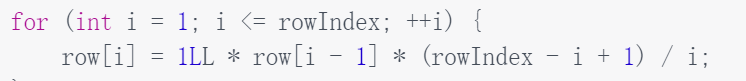 for (int i = 1; i <= rowIndex; ++i) {
row[i] = 1LL * row[i - 1] * (rowIndex - i + 1) / i;